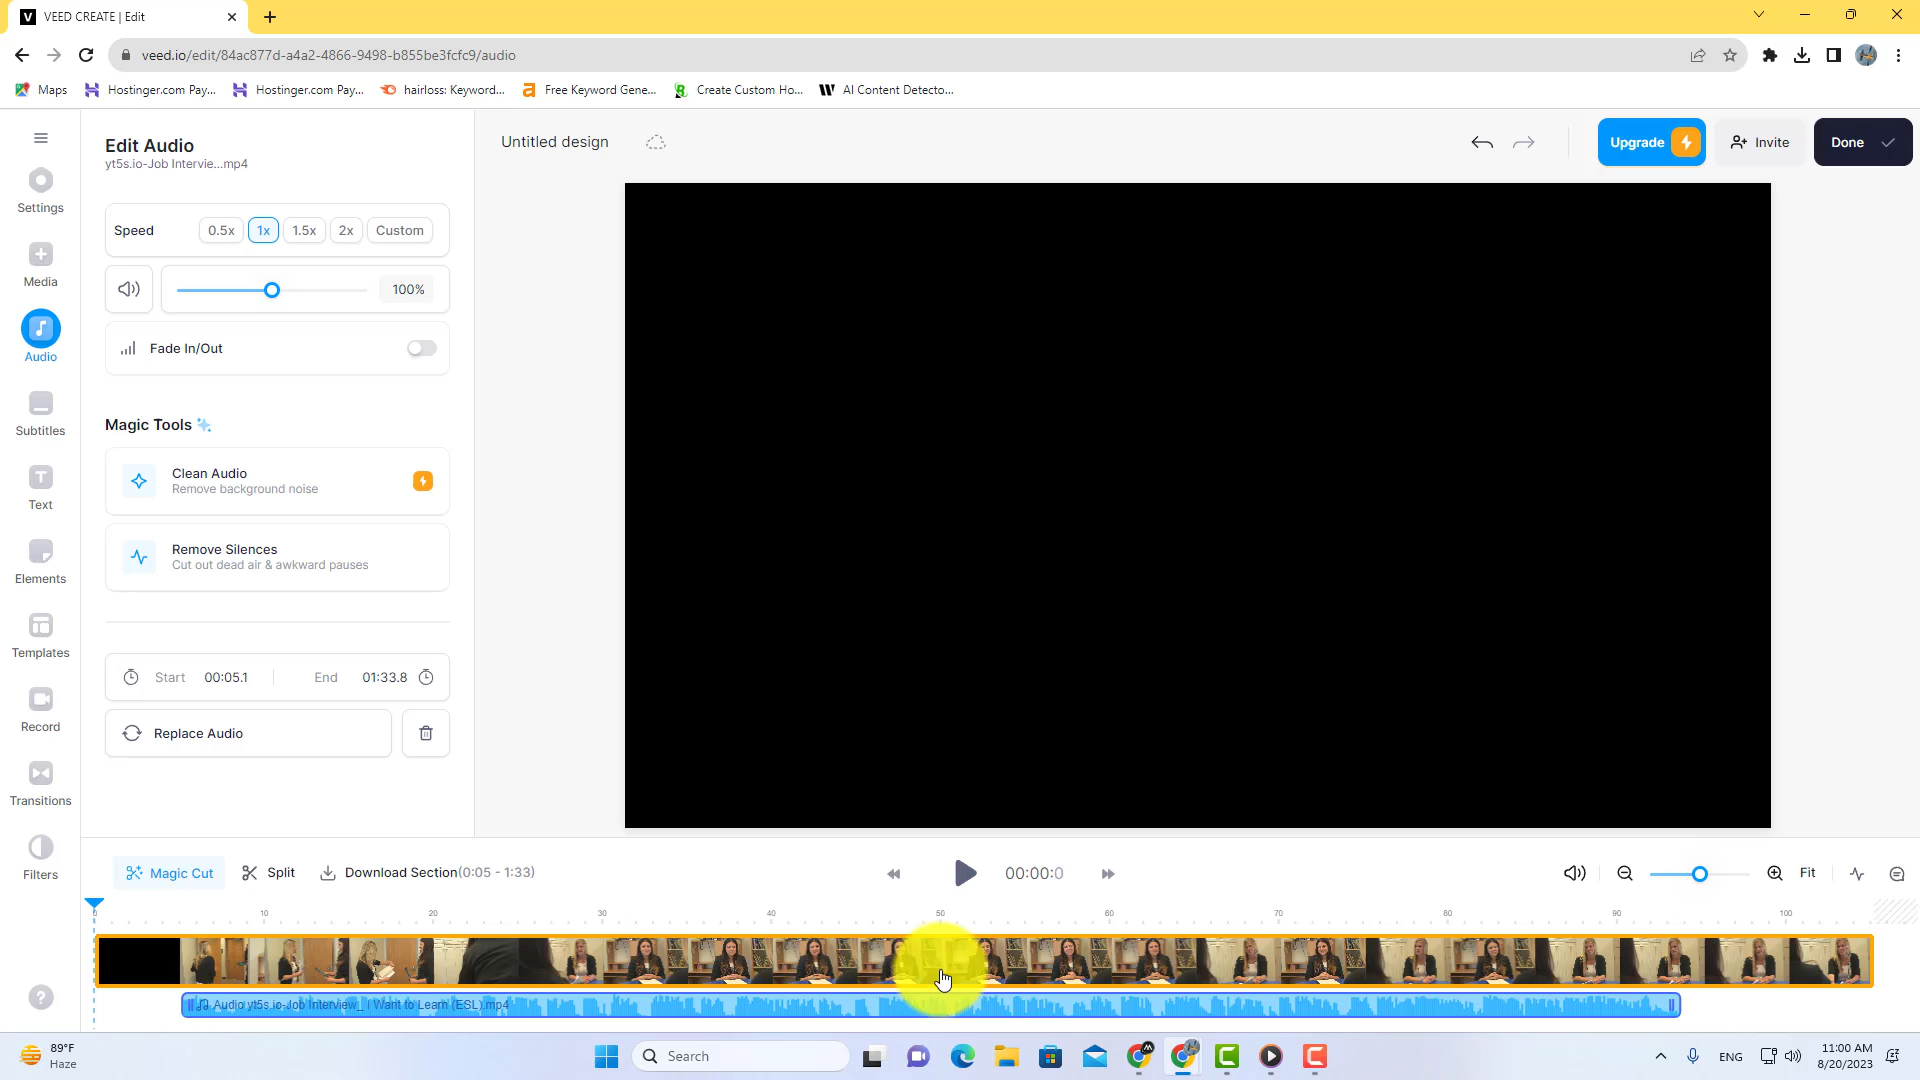 VEED CREATE | Edit
veed.io/edit/84ac877d-a4a2-4866-9498-b855be3fcfc9/audio
Maps
Hostinger.com Pay...
Hostinger.com Pay...
hairloss: Keyword...
Free Keyword Gene...
Create Custom Ho...
AI Content Detecto...
Edit Audio
yt5s.io-Job Intervie...mp4
Untitled design
Upgrade
Invite
Done
Settings
Media
Audio
Subtitles
Text
Elements
Templates
Record
Transitions
Filters
Speed
0.5x
1x
1.5x
2x
Custom
100%
Fade In/Out
Magic Tools
Clean Audio
Remove background noise
Remove Silences
Cut out dead air & awkward pauses
Start 00:05.1
End 01:33.8
Replace Audio
Magic Cut
Split
Download Section(0:05 - 1:33)
00:00:0
Fit
0 10 20 30 40 50 60 70 80 90 100
Audio yt5s.io-Job Interview_ I Want to Learn (ESL).mp4
89°F
Haze
Search
ENG
11:00 AM
8/20/2023